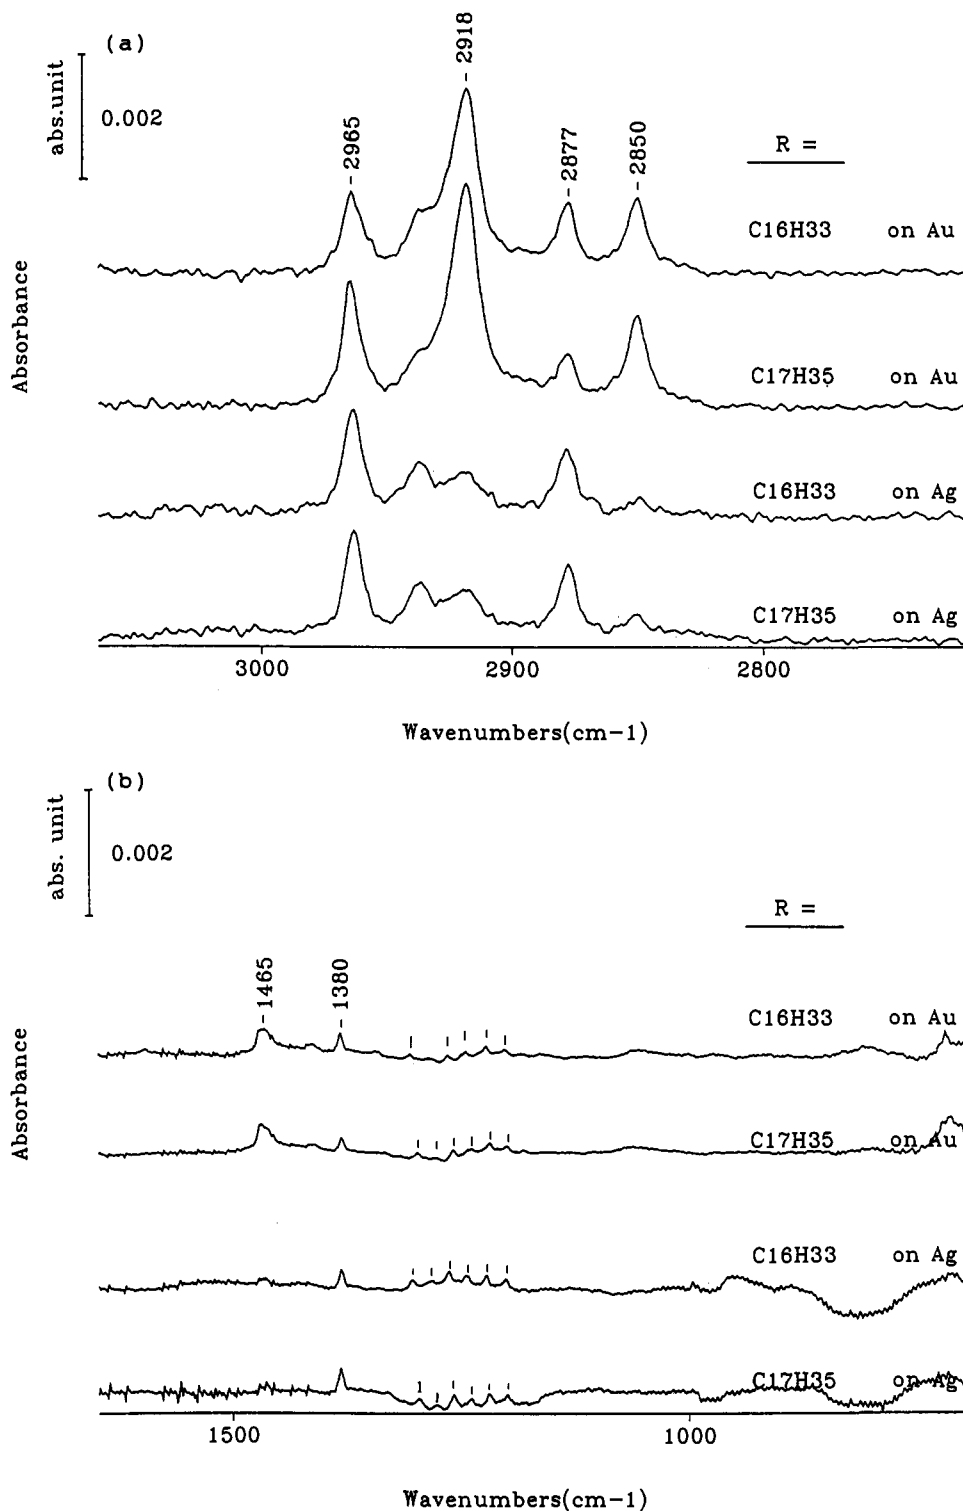 (a)
abs.unit
0.002
2965
2918
2877
2850
R =
C16H33 on Au
C17H35 on Au
C16H33 on Ag
C17H35 on Ag
Absorbance
3000 2900 2800
Wavenumbers(cm-1)
(b)
abs. unit
0.002
1465
1380
R =
C16H33 on Au
C17H35 on Au
C16H33 on Ag
C17H35 on Ag
Absorbance
1500 1000
Wavenumbers(cm-1)